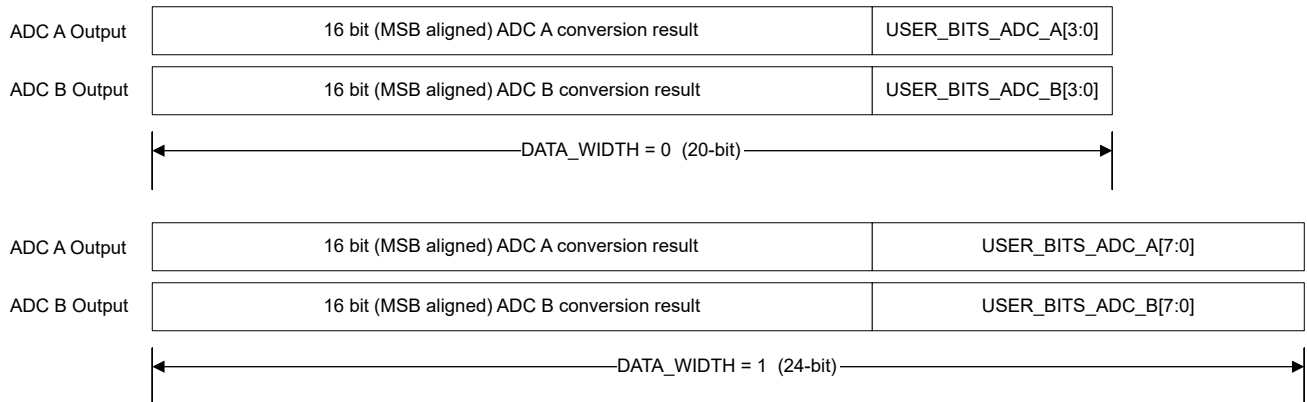 ADC A Output 16 bit (MSB aligned) ADC A conversion result USER_BITS_ADC_A[3:0]
ADC B Output 16 bit (MSB aligned) ADC B conversion result USER_BITS_ADC_B[3:0]
DATA_WIDTH = 0 (20-bit)
ADC A Output 16 bit (MSB aligned) ADC A conversion result USER_BITS_ADC_A[7:0]
ADC B Output 16 bit (MSB aligned) ADC B conversion result USER_BITS_ADC_B[7:0]
DATA_WIDTH = 1 (24-bit)